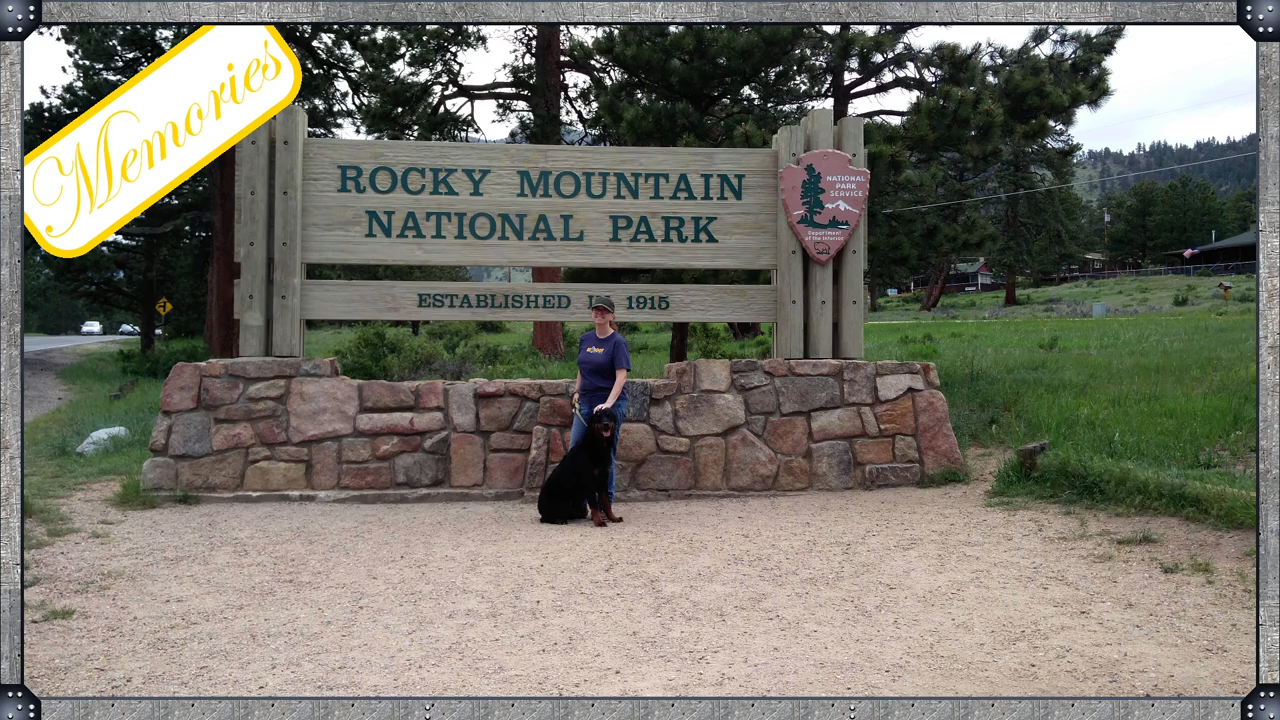 Memories
ROCKY MOUNTAIN
NATIONAL PARK
NATIONAL
PARK
SERVICE
Department
of the Interior
ESTABLISHED IN 1915